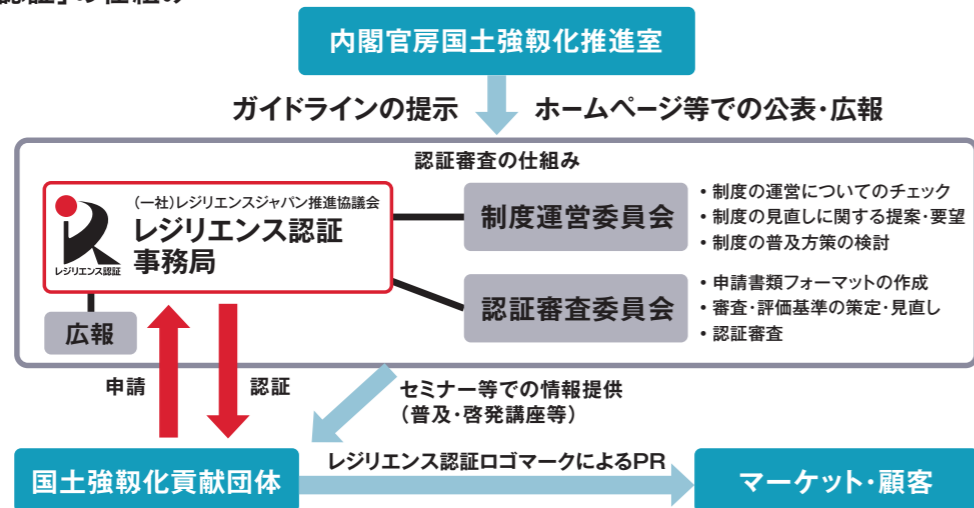 認証」の仕組み
内閣官房国土強靱化推進室
ガイドラインの提示
ホームページ等での公表・広報
認証審査の仕組み
(一社)レジリエンスジャパン推進協議会
レジリエンス認証
事務局
レジリエンス認証
広報
制度運営委員会
・制度の運営についてのチェック
・制度の見直しに関する提案・要望
・制度の普及方策の検討
認証審査委員会
・申請書類フォーマットの作成
・審査・評価基準の策定・見直し
・認証審査
申請
認証
セミナー等での情報提供
(普及・啓発講座等)
国土強靱化貢献団体
レジリエンス認証ロゴマークによるPR
マーケット・顧客